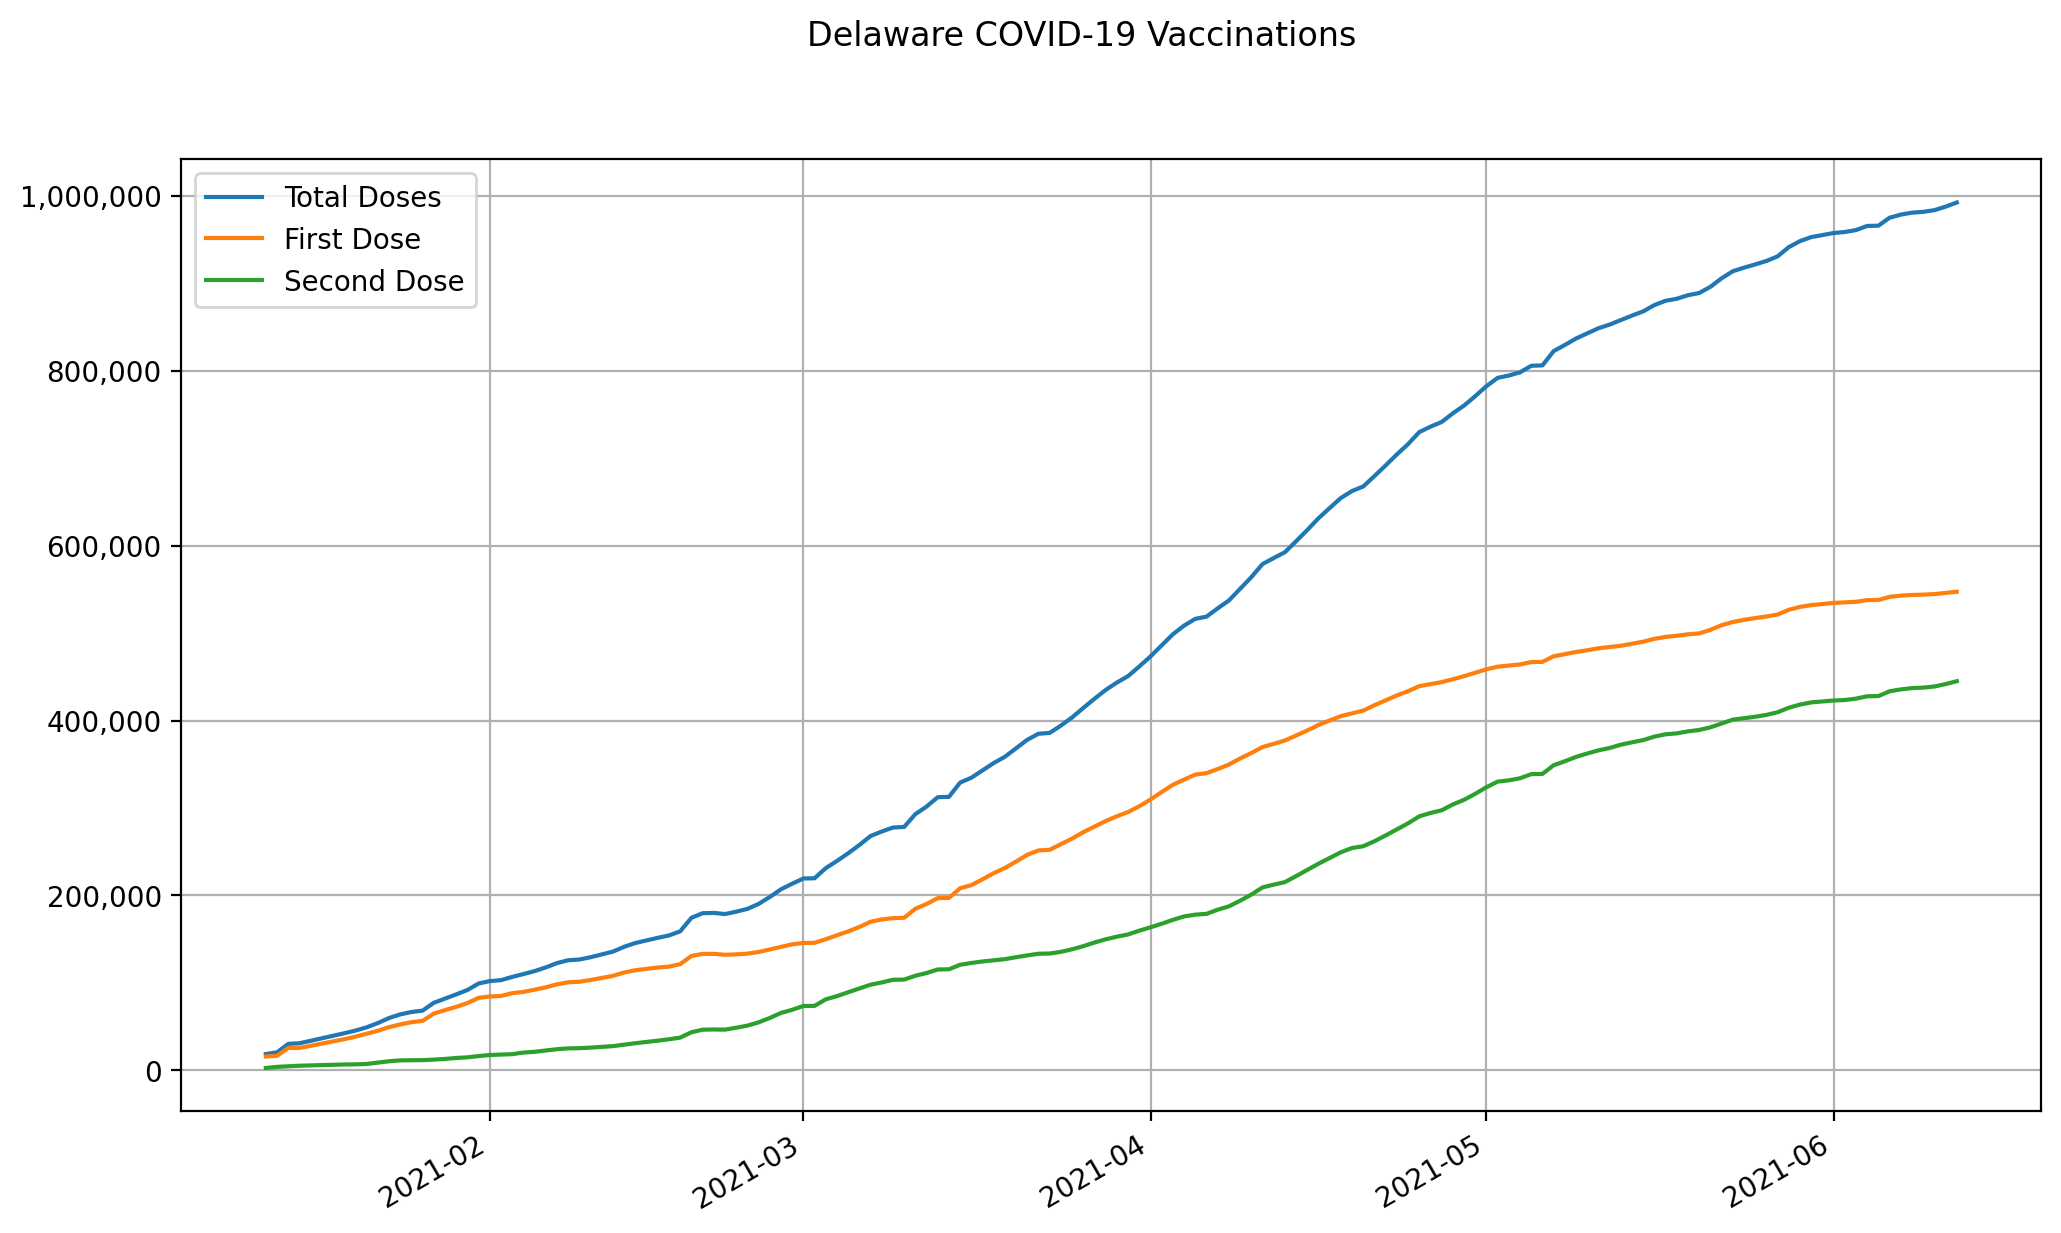 Delaware COVID-19 Vaccinations
Total Doses
First Dose
Second Dose
1,000,000
800,000
600,000
400,000
200,000
0
2021-02
2021-03
2021-04
2021-05
2021-06